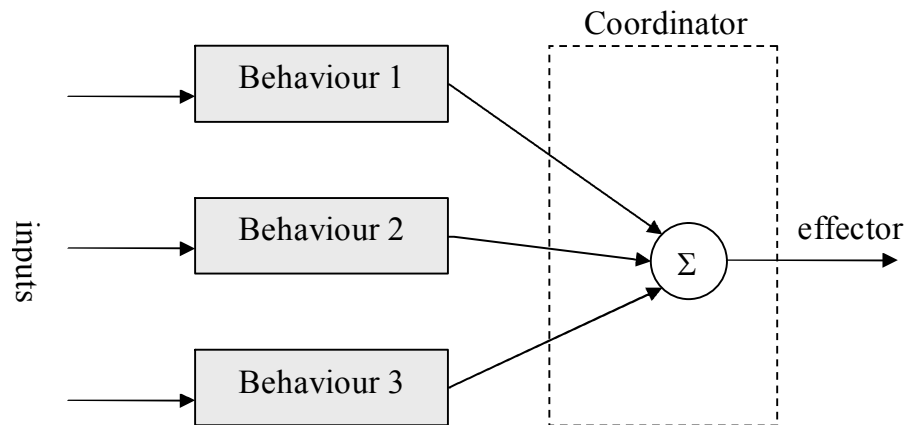 Coordinator
Behaviour 1
inputs
Behaviour 2
effector
Σ
Behaviour 3